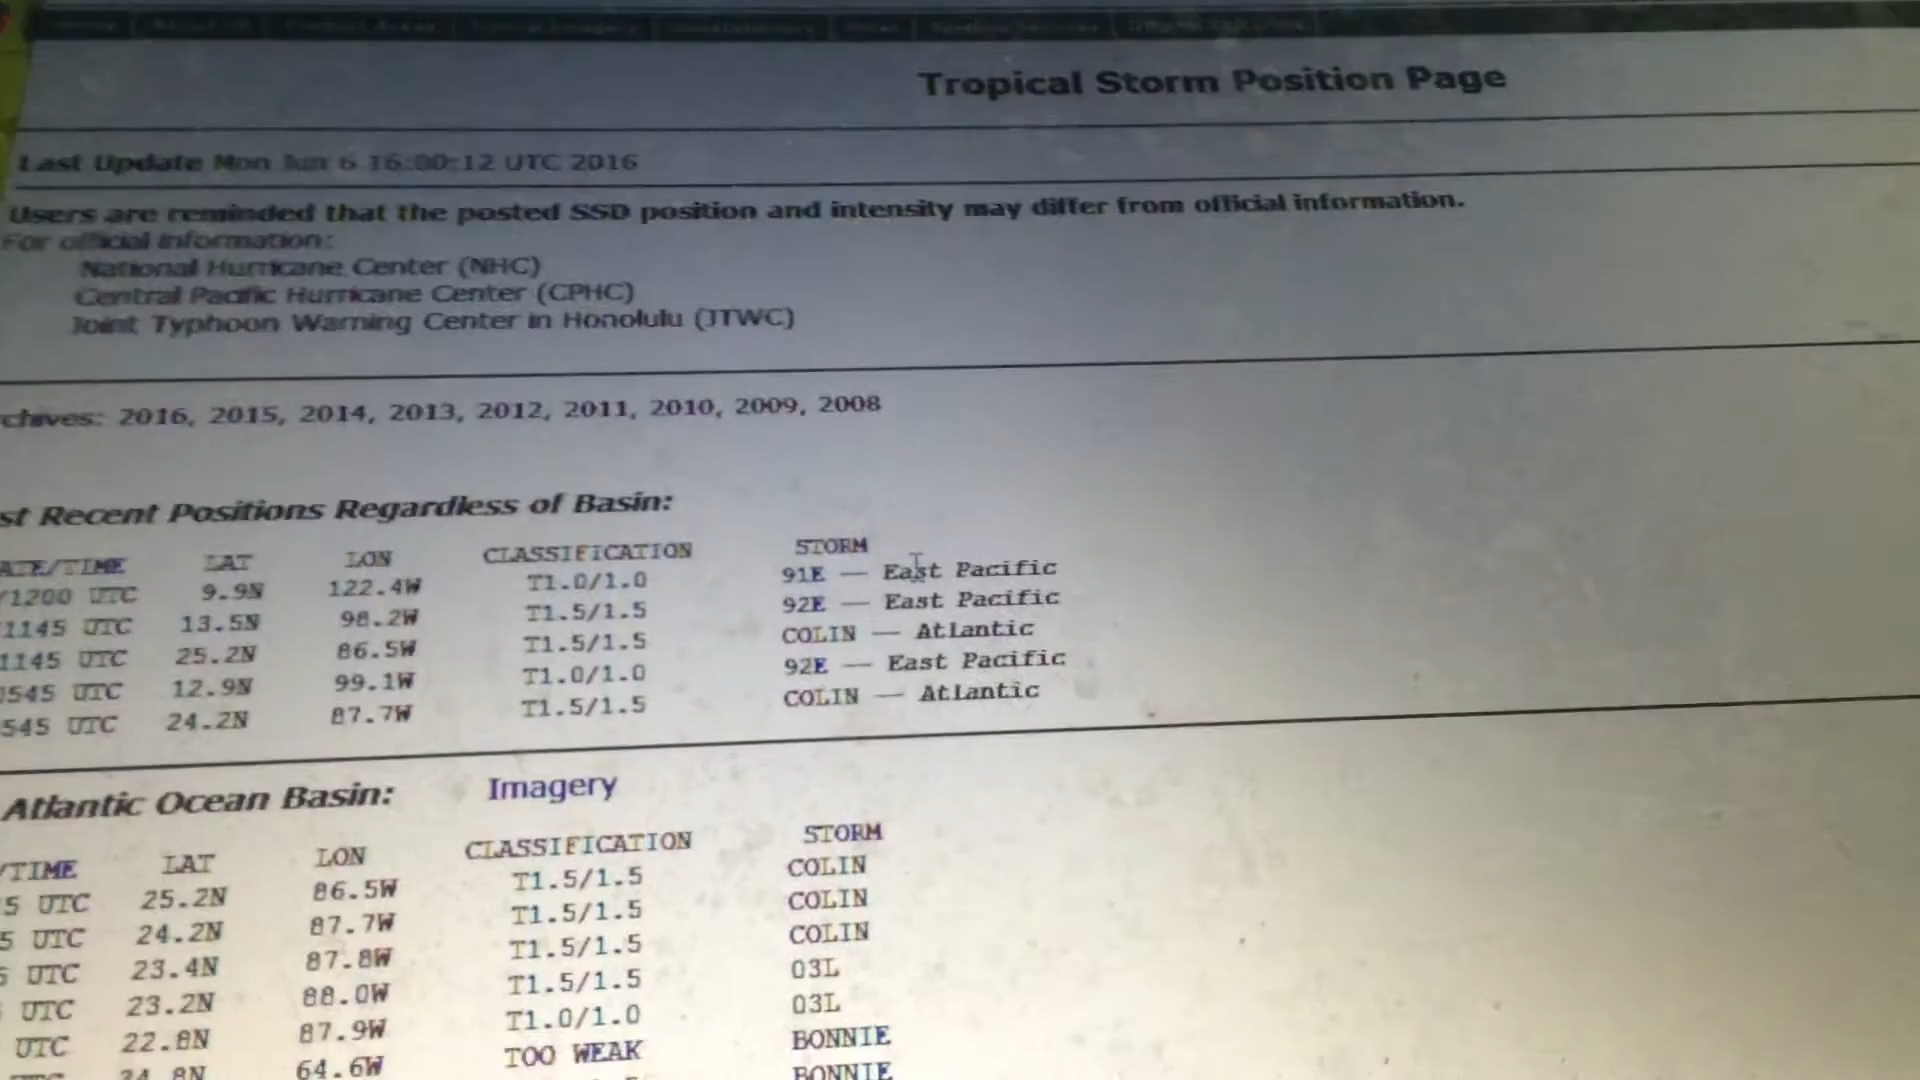 Tropical Storm Position Page
Last Update Mon Jun 6 16:00:12 UTC 2016
Users are reminded that the posted SSD position and intensity may differ from official information.
For official information:
National Hurricane Center (NHC)
Central Pacific Hurricane Center (CPHC)
Joint Typhoon Warning Center in Honolulu (JTWC)
chives: 2016, 2015, 2014, 2013, 2012, 2011, 2010, 2009, 2008
st Recent Positions Regardless of Basin:
ATE/TIME LAT LON CLASSIFICATION STORM
/1200 UTC 9.9N 122.4W T1.0/1.0 91E — East Pacific
1145 UTC 13.5N 98.2W T1.5/1.5 92E — East Pacific
1145 UTC 25.2N 86.5W T1.5/1.5 COLIN — Atlantic
0545 UTC 12.9N 99.1W T1.0/1.0 92E — East Pacific
545 UTC 24.2N 87.7W T1.5/1.5 COLIN — Atlantic
Atlantic Ocean Basin: Imagery
/TIME LAT LON CLASSIFICATION STORM
5 UTC 25.2N 86.5W T1.5/1.5 COLIN
5 UTC 24.2N 87.7W T1.5/1.5 COLIN
5 UTC 23.4N 87.8W T1.5/1.5 COLIN
UTC 23.2N 88.0W T1.5/1.5 03L
UTC 22.8N 87.9W T1.0/1.0 03L
64.6W TOO WEAK BONNIE
BONNIE